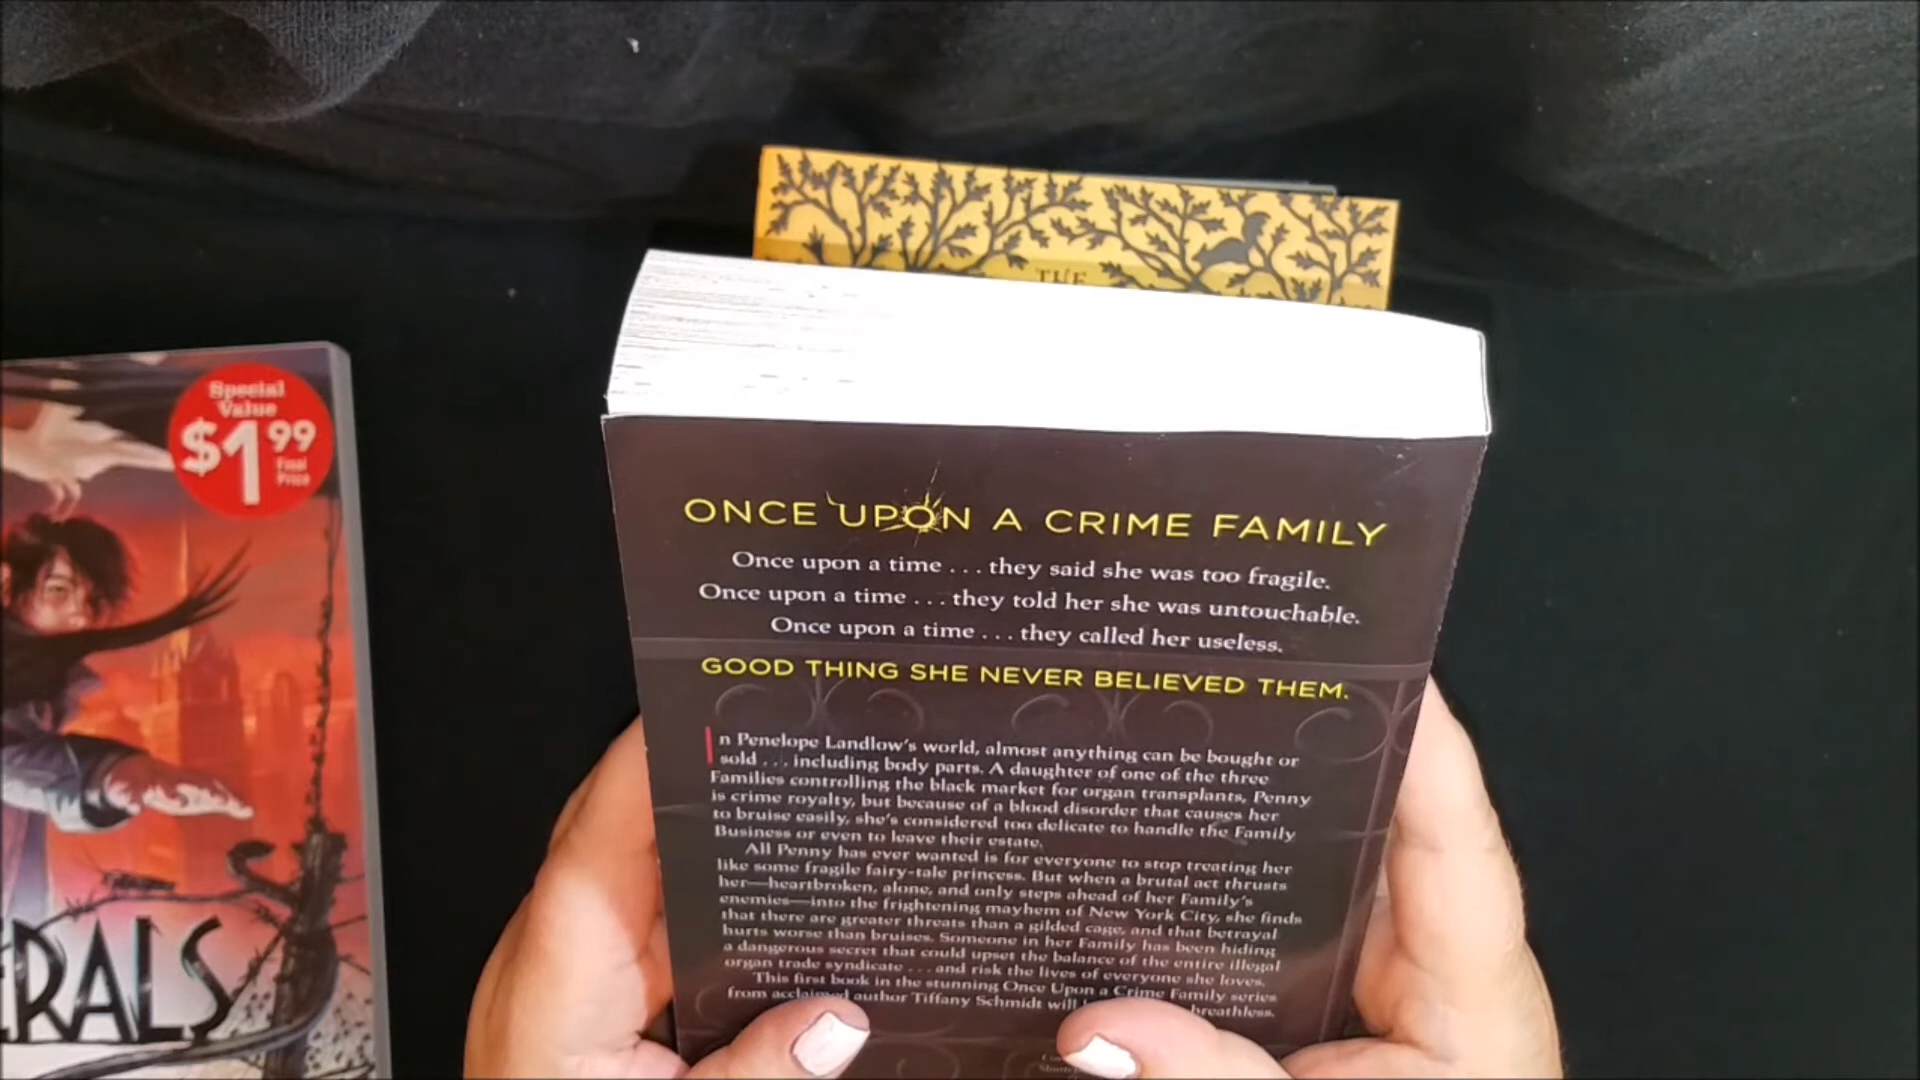 THE
Special
Value
$1 99
Final
Price
ERALS
ONCE UPON A CRIME FAMILY
Once upon a time . . . they said she was too fragile.
Once upon a time . . . they told her she was untouchable.
Once upon a time . . . they called her useless.
GOOD THING SHE NEVER BELIEVED THEM.
In Penelope Landlow's world, almost anything can be bought or
sold . . . including body parts. A daughter of one of the three
Families controlling the black market for organ transplants, Penny
is crime royalty, but because of a blood disorder that causes her
to bruise easily, she's considered too delicate to handle the Family
Business or even to leave their estate.
All Penny has ever wanted is for everyone to stop treating her
like some fragile fairy-tale princess. But when a brutal act thrusts
her—heartbroken, alone, and only steps ahead of her Family's
enemies—into the frightening mayhem of New York City, she finds
that there are greater threats than a gilded cage, and that betrayal
hurts worse than bruises. Someone in her Family has been hiding
a dangerous secret that could upset the balance of the entire illegal
organ trade syndicate . . . and risk the lives of everyone she loves.
This first book in the stunning Once Upon a Crime Family series
from acclaimed author Tiffany Schmidt will breathless.